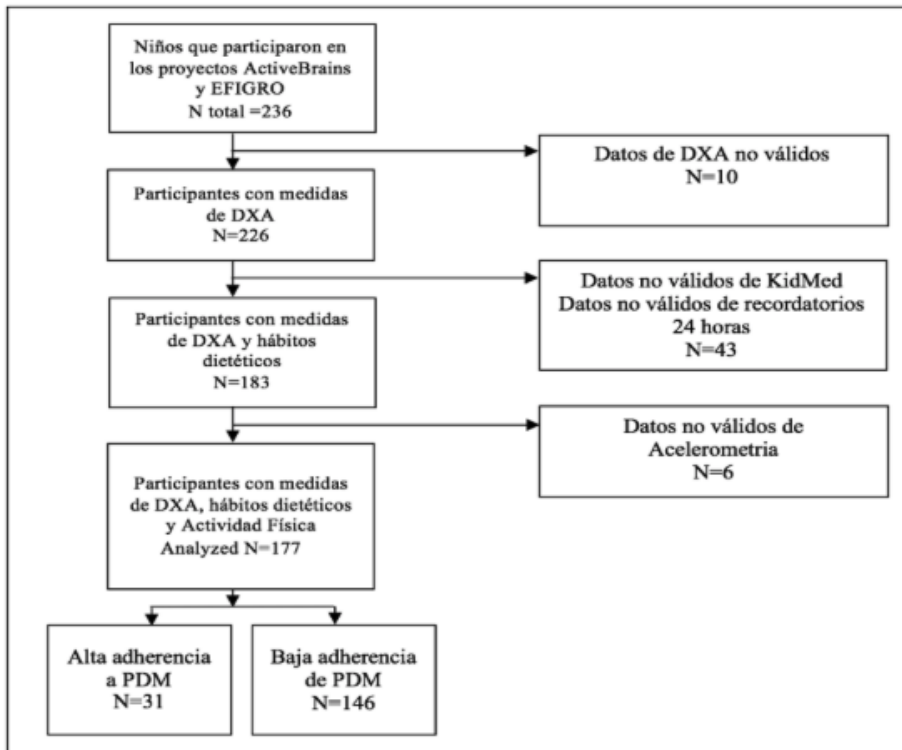 Niños que participaron en
los proyectos ActiveBrains
y EFIGRO
N total =236
Datos de DXA no válidos
N=10
Participantes con medidas
de DXA
N=226
Datos no válidos de KidMed
Datos no válidos de recordatorios
24 horas
N=43
Participantes con medidas
de DXA y hábitos
dietéticos
N=183
Datos no válidos de
Acelerometria
N=6
Participantes con medidas
de DXA, hábitos dietéticos
y Actividad Física
Analyzed N=177
Alta adherencia
a PDM
N=31
Baja adherencia
de PDM
N=146